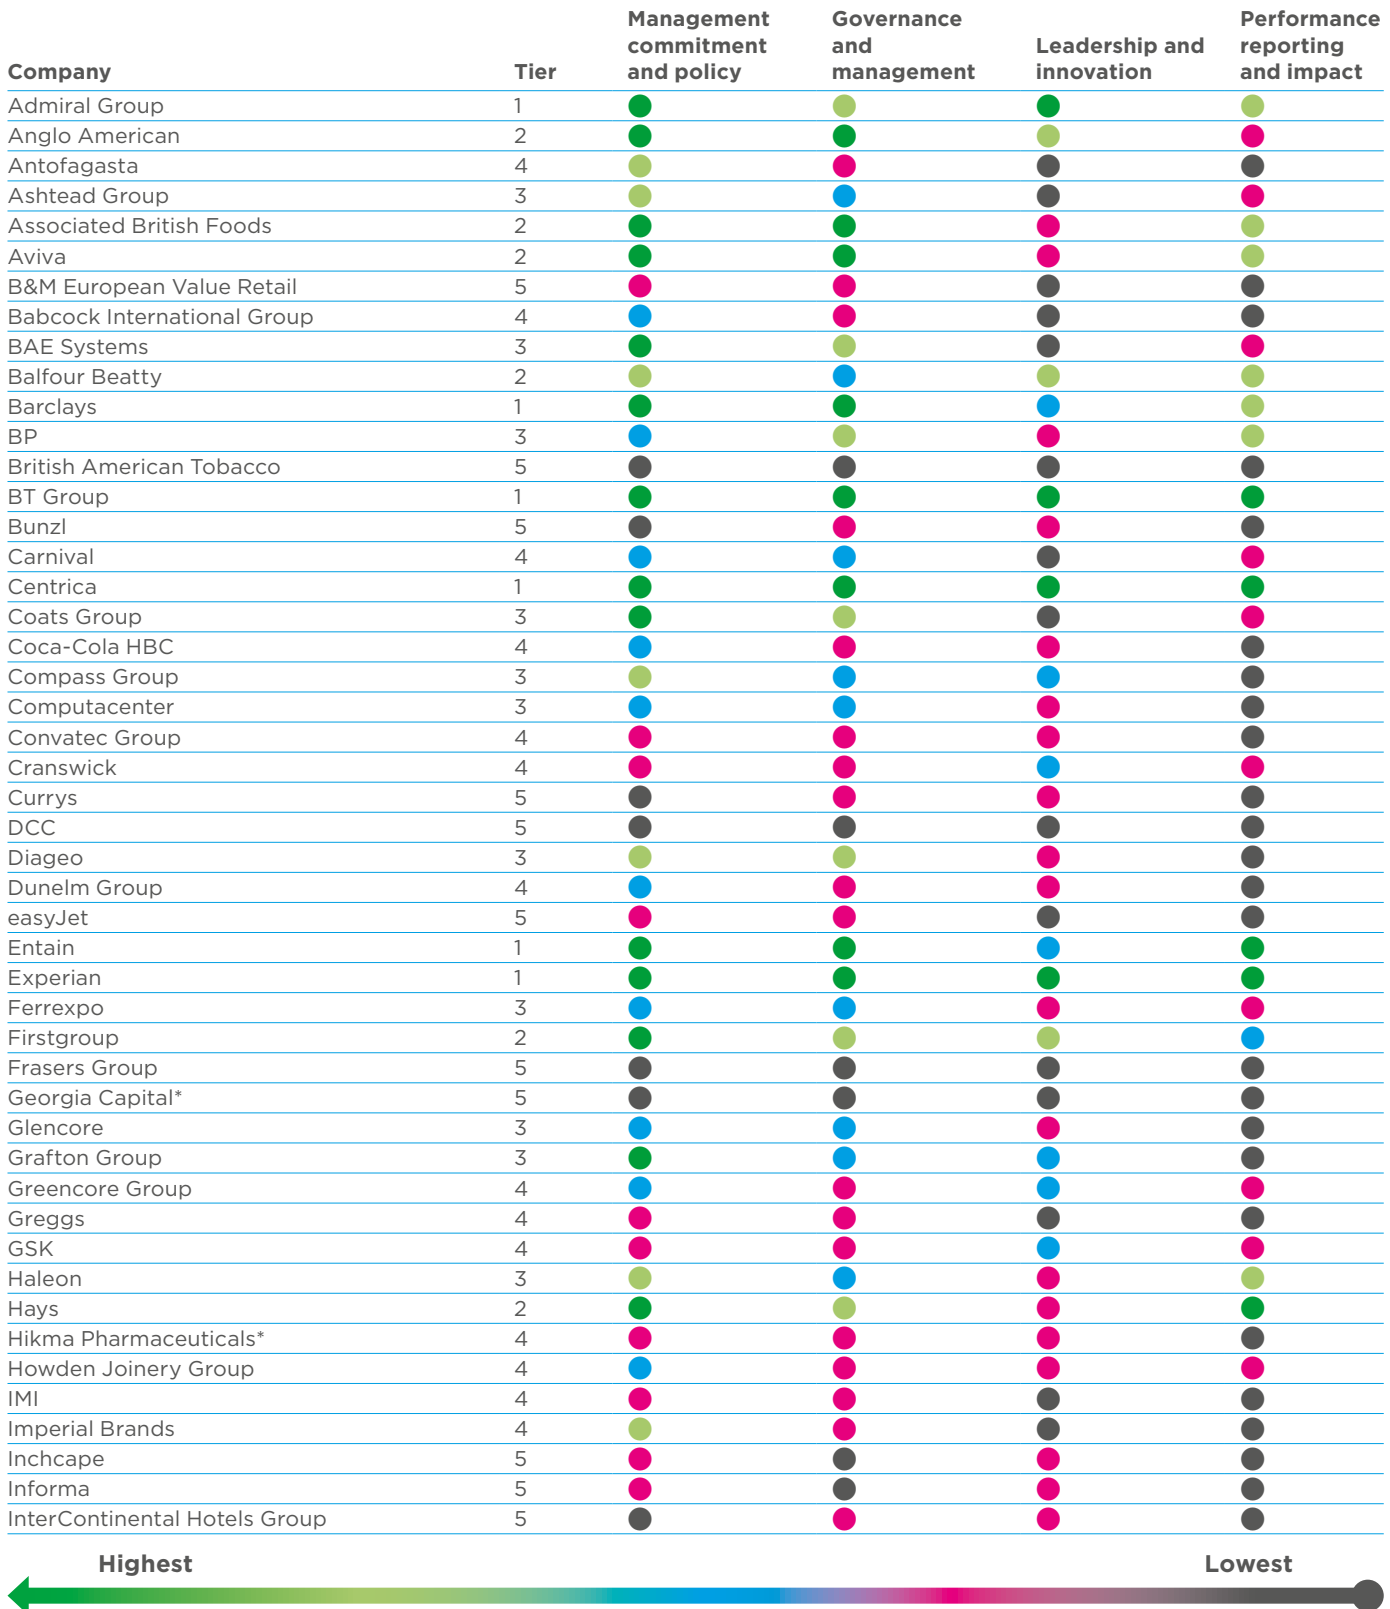 Company Tier Management commitment and policy Governance and management Leadership and innovation Performance reporting and impact
Admiral Group 1
Anglo American 2
Antofagasta 4
Ashtead Group 3
Associated British Foods 2
Aviva 2
B&M European Value Retail 5
Babcock International Group 4
BAE Systems 3
Balfour Beatty 2
Barclays 1
BP 3
British American Tobacco 5
BT Group 1
Bunzl 5
Carnival 4
Centrica 1
Coats Group 3
Coca-Cola HBC 4
Compass Group 3
Computacenter 3
Convatec Group 4
Cranswick 4
Currys 5
DCC 5
Diageo 3
Dunelm Group 4
easyJet 5
Entain 1
Experian 1
Ferrexpo 3
Firstgroup 2
Frasers Group 5
Georgia Capital* 5
Glencore 3
Grafton Group 3
Greencore Group 4
Greggs 4
GSK 4
Haleon 3
Hays 2
Hikma Pharmaceuticals* 4
Howden Joinery Group 4
IMI 4
Imperial Brands 4
Inchcape 5
Informa 5
InterContinental Hotels Group 5
Highest Lowest